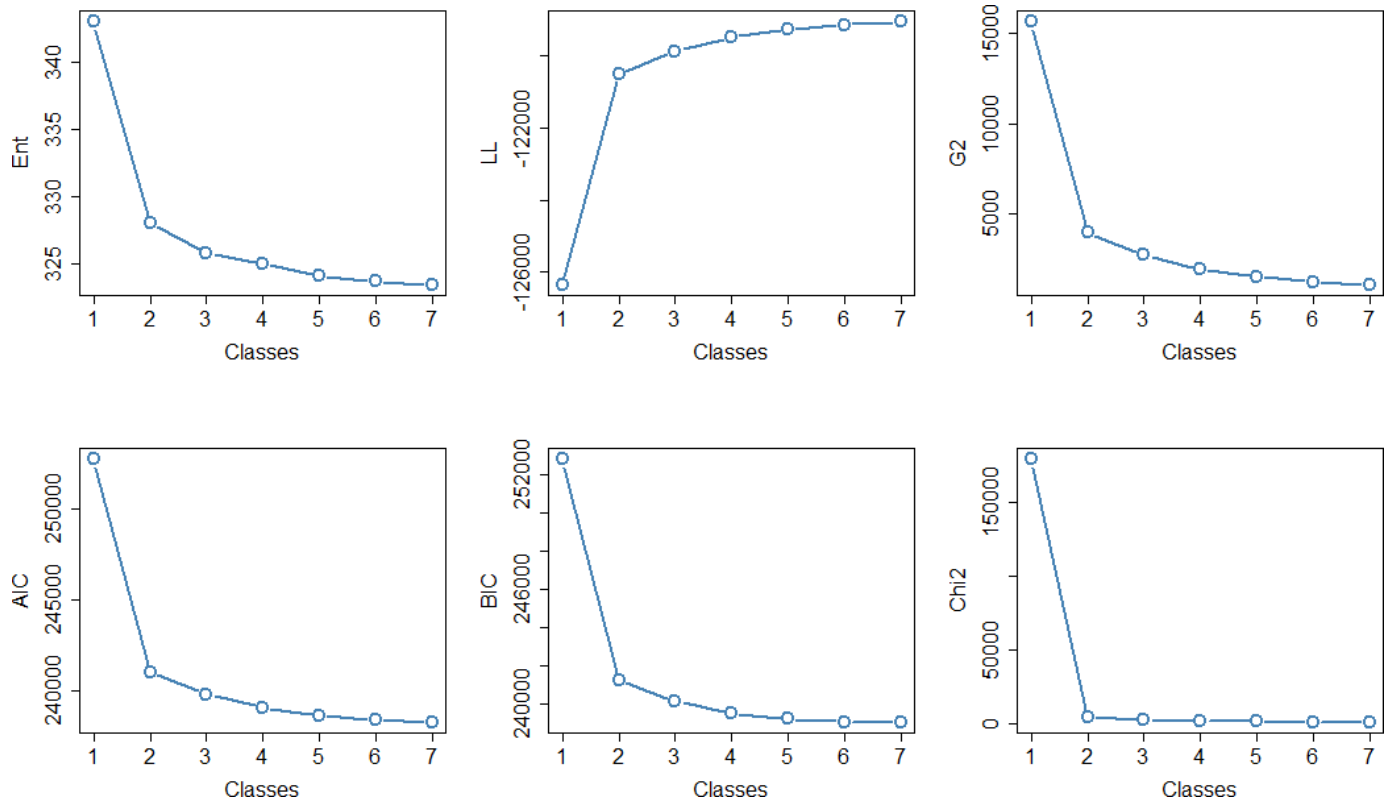 Ent
340
335
330
325
1 2 3 4 5 6 7
Classes
LL
-122000
-126000
1 2 3 4 5 6 7
Classes
G2
15000
10000
5000
1 2 3 4 5 6 7
Classes
AIC
250000
245000
240000
1 2 3 4 5 6 7
Classes
BIC
252000
246000
240000
1 2 3 4 5 6 7
Classes
Chi2
150000
50000
0
1 2 3 4 5 6 7
Classes